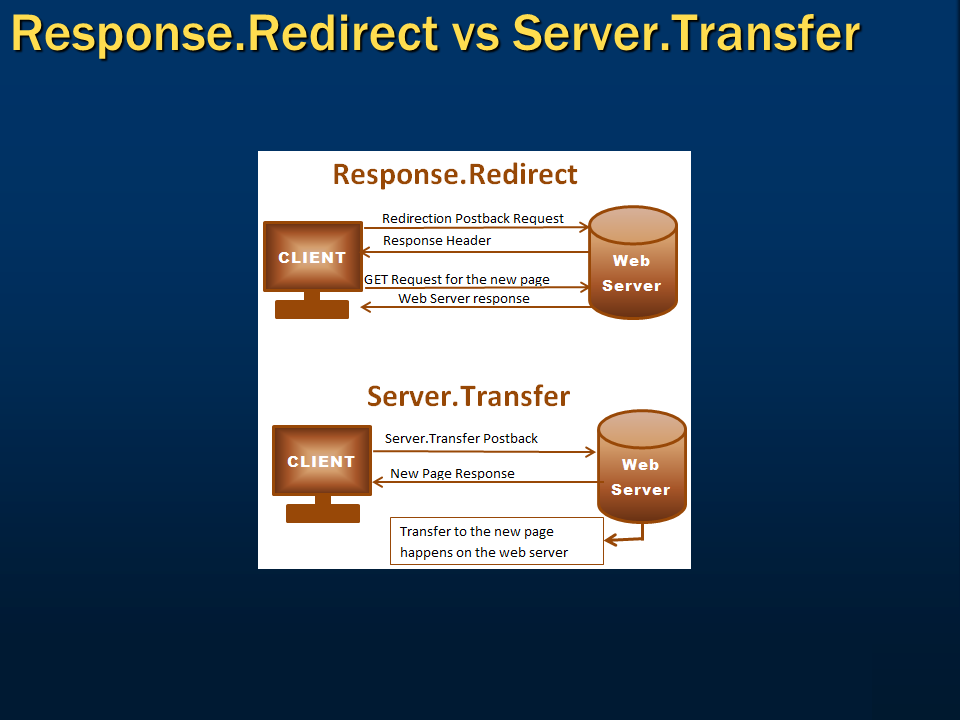 Response.Redirect vs Server.Transfer
Response.Redirect
Redirection Postback Request
Response Header
CLIENT
Web
Server
GET Request for the new page
Web Server response
Server.Transfer
Server.Transfer Postback
CLIENT
Web
Server
New Page Response
Transfer to the new page
happens on the web server